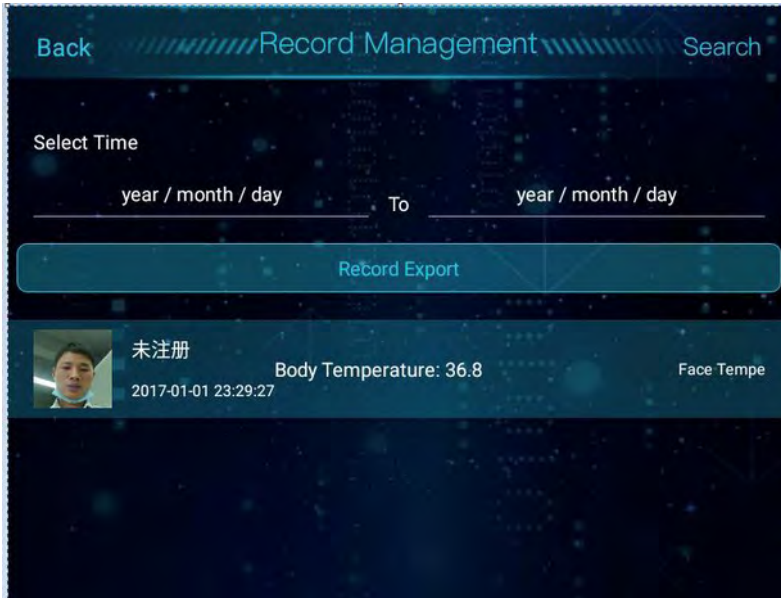 Back
Record Management
Search
Select Time
year / month / day
To
year / month / day
Record Export
未注册
Body Temperature: 36.8
2017-01-01 23:29:27
Face Tempe